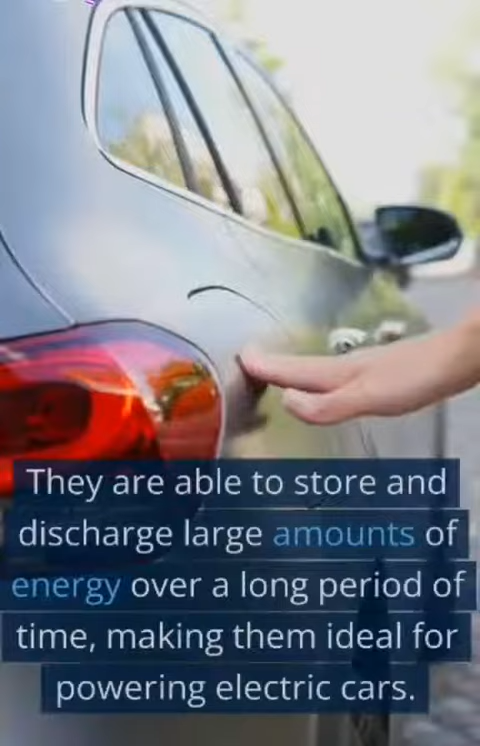 They are able to store and
discharge large amounts of
energy over a long period of
time, making them ideal for
powering electric cars.